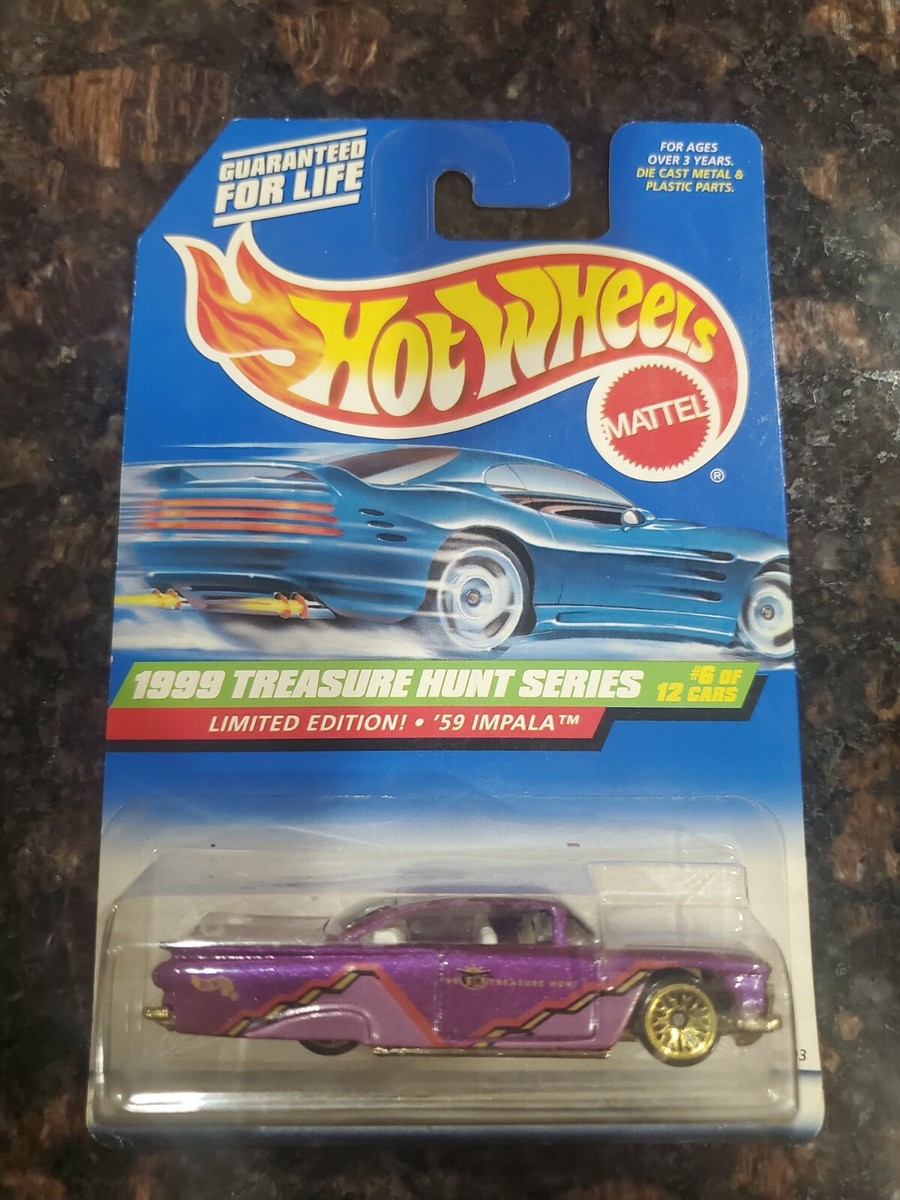 GUARANTEED
FOR LIFE
FOR AGES
OVER 3 YEARS.
DIE CAST METAL &
PLASTIC PARTS.
HOT WHEELS
MATTEL
®
1999 TREASURE HUNT SERIES
#6 OF
12 CARS
LIMITED EDITION! • '59 IMPALA™
TREASURE HUNT